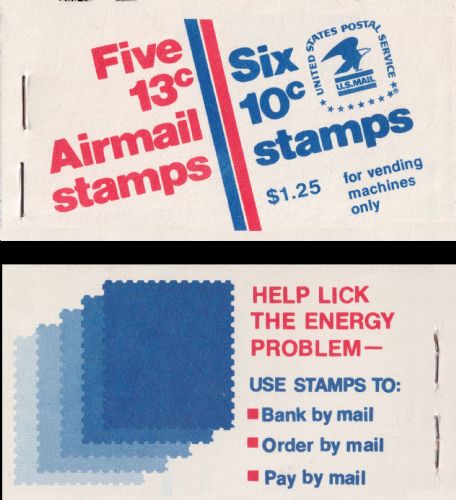 Five
13c
Airmail
stamps
Six
10c
stamps
UNITED STATES POSTAL SERVICE
U.S.MAIL
®
$1.25
for vending
machines
only
HELP LICK
THE ENERGY
PROBLEM—
USE STAMPS TO:
Bank by mail
Order by mail
Pay by mail